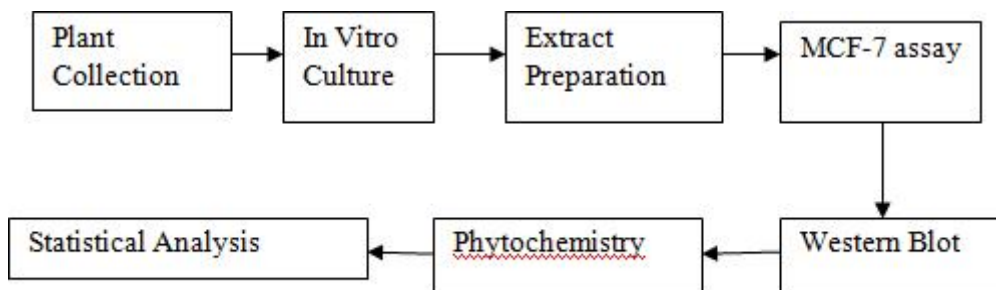 Plant
Collection
In Vitro
Culture
Extract
Preparation
MCF-7 assay
Western Blot
Phytochemistry
Statistical Analysis